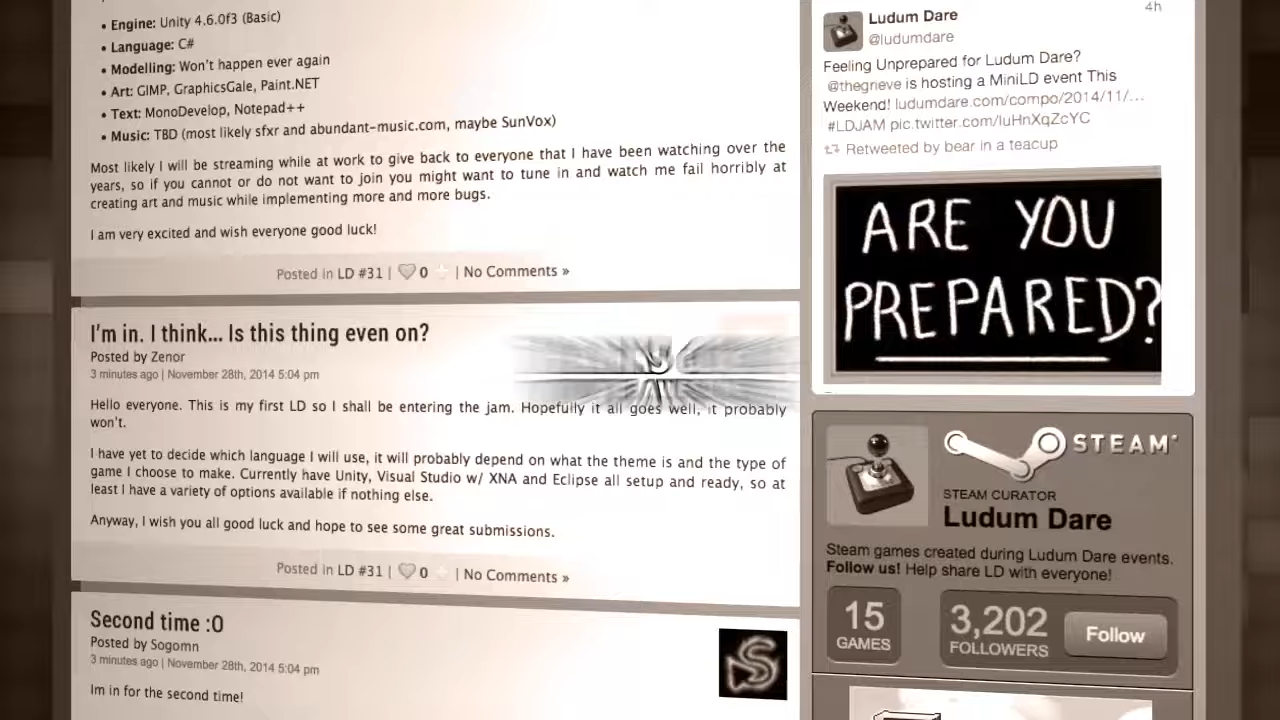 • Engine: Unity 4.6.0f3 (Basic)
• Language: C#
• Modelling: Won't happen ever again
• Art: GIMP, GraphicsGale, Paint.NET
• Text: MonoDevelop, Notepad++
• Music: TBD (most likely sfxr and abundant-music.com, maybe SunVox)
Most likely I will be streaming while at work to give back to everyone that I have been watching over the
years, so if you cannot or do not want to join you might want to tune in and watch me fail horribly at
creating art and music while implementing more and more bugs.
I am very excited and wish everyone good luck!
Posted in LD #31 | 0 | No Comments »
I'm in. I think... Is this thing even on?
Posted by Zenor
3 minutes ago | November 28th, 2014 5:04 pm
Hello everyone. This is my first LD so I shall be entering the jam. Hopefully it all goes well, it probably
won't.
I have yet to decide which language I will use, it will probably depend on what the theme is and the type of
game I choose to make. Currently have Unity, Visual Studio w/ XNA and Eclipse all setup and ready, so at
least I have a variety of options available if nothing else.
Anyway, I wish you all good luck and hope to see some great submissions.
Posted in LD #31 | 0 | No Comments »
Second time :O
Posted by Sogomn
3 minutes ago | November 28th, 2014 5:04 pm
Im in for the second time!
S
Ludum Dare
4h
@ludumdare
Feeling Unprepared for Ludum Dare?
@thegrieve is hosting a MiniLD event This
Weekend! ludumdare.com/compo/2014/11/…
#LDJAM pic.twitter.com/IuHnXqZcYC
Retweeted by bear in a teacup
ARE YOU
PREPARED?
STEAM
STEAM CURATOR
Ludum Dare
Steam games created during Ludum Dare events.
Follow us! Help share LD with everyone!
15
GAMES
3,202
FOLLOWERS
Follow